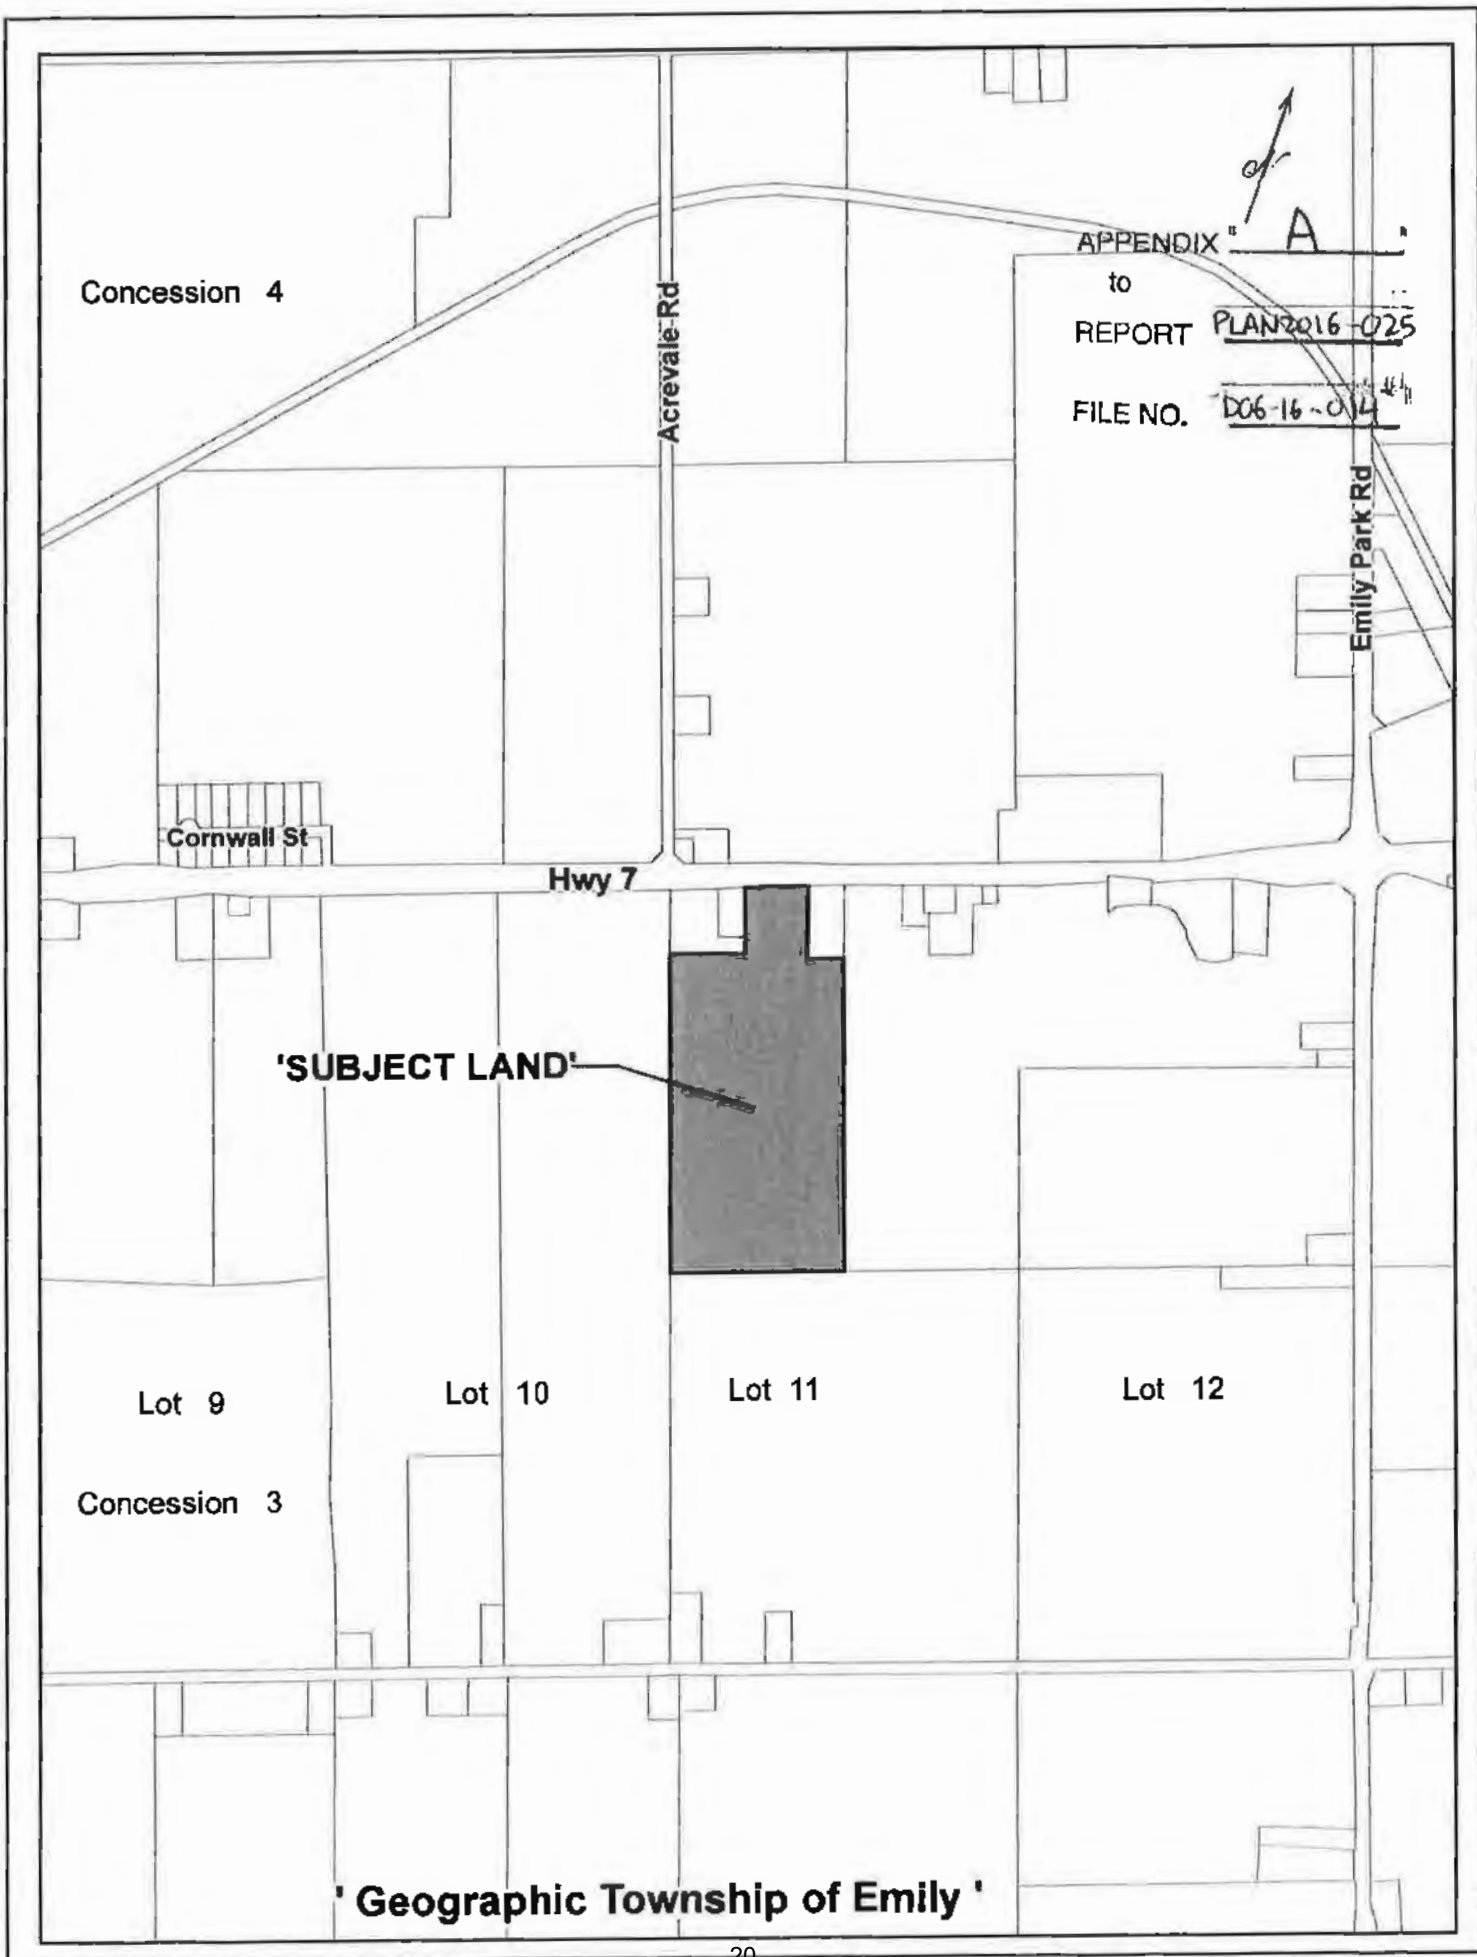 APPENDIX " A "
to
REPORT PLAN2016-025
FILE NO. D06-16-014
Concession 4
Acrevale Rd
Emily Park Rd
Cornwall St
Hwy 7
'SUBJECT LAND'
Lot 9
Lot 10
Lot 11
Lot 12
Concession 3
' Geographic Township of Emily '
20